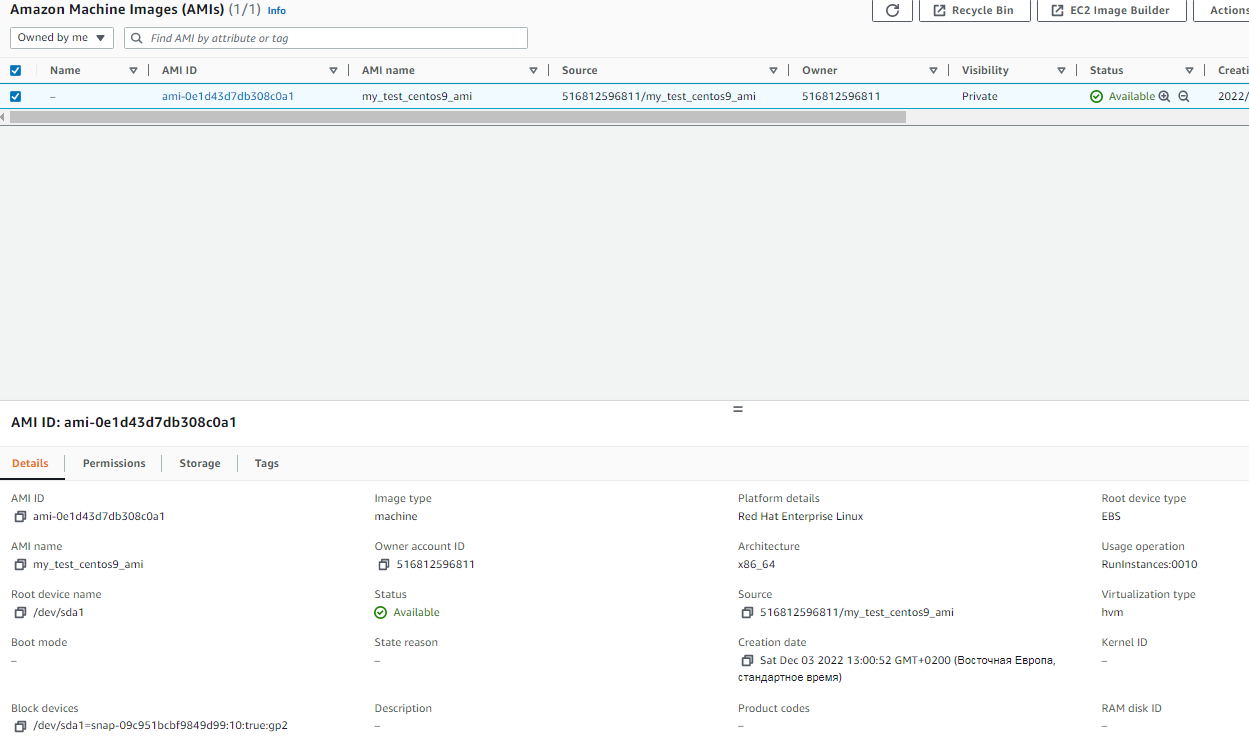 Amazon Machine Images (AMIs) (1/1) Info
Recycle Bin
EC2 Image Builder
Actions
Owned by me
Find AMI by attribute or tag
Name AMI ID AMI name Source Owner Visibility Status Creati
– ami-0e1d43d7db308c0a1 my_test_centos9_ami 516812596811/my_test_centos9_ami 516812596811 Private Available 2022/
AMI ID: ami-0e1d43d7db308c0a1
Details Permissions Storage Tags
AMI ID Image type Platform details Root device type
ami-0e1d43d7db308c0a1 machine Red Hat Enterprise Linux EBS
AMI name Owner account ID Architecture Usage operation
my_test_centos9_ami 516812596811 x86_64 RunInstances:0010
Root device name Status Source Virtualization type
/dev/sda1 Available 516812596811/my_test_centos9_ami hvm
Boot mode State reason Creation date Kernel ID
– – Sat Dec 03 2022 13:00:52 GMT+0200 (Восточная Европа, –
стандартное время)
Block devices Description Product codes RAM disk ID
/dev/sda1=snap-09c951bcbf9849d99:10:true:gp2 – – –